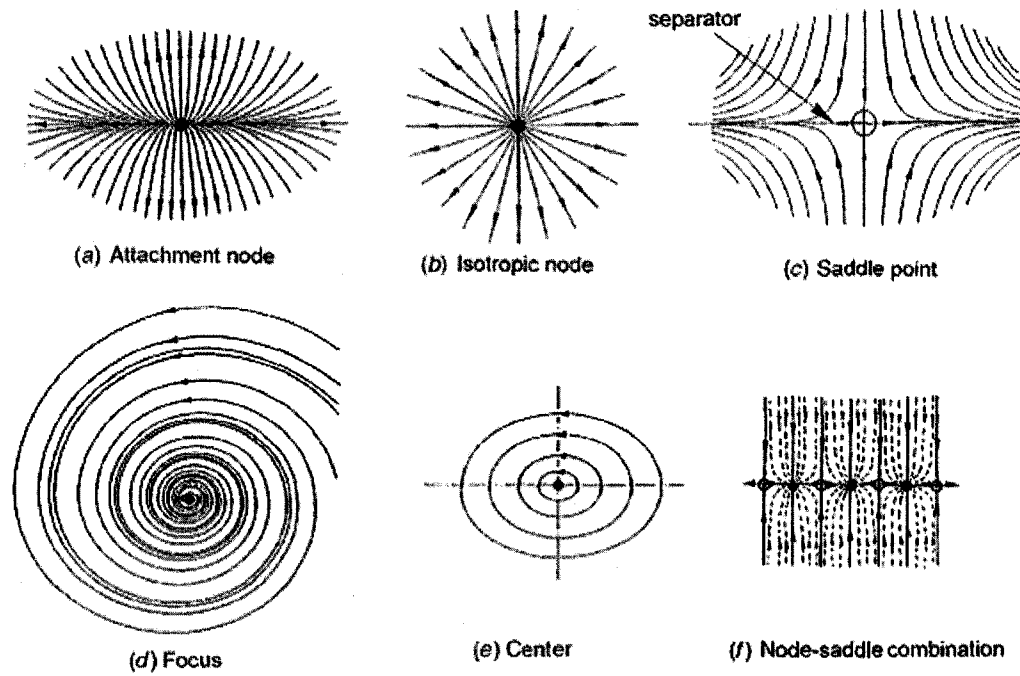 separator
(a) Attachment node
(b) Isotropic node
(c) Saddle point
(d) Focus
(e) Center
(f) Node-saddle combination